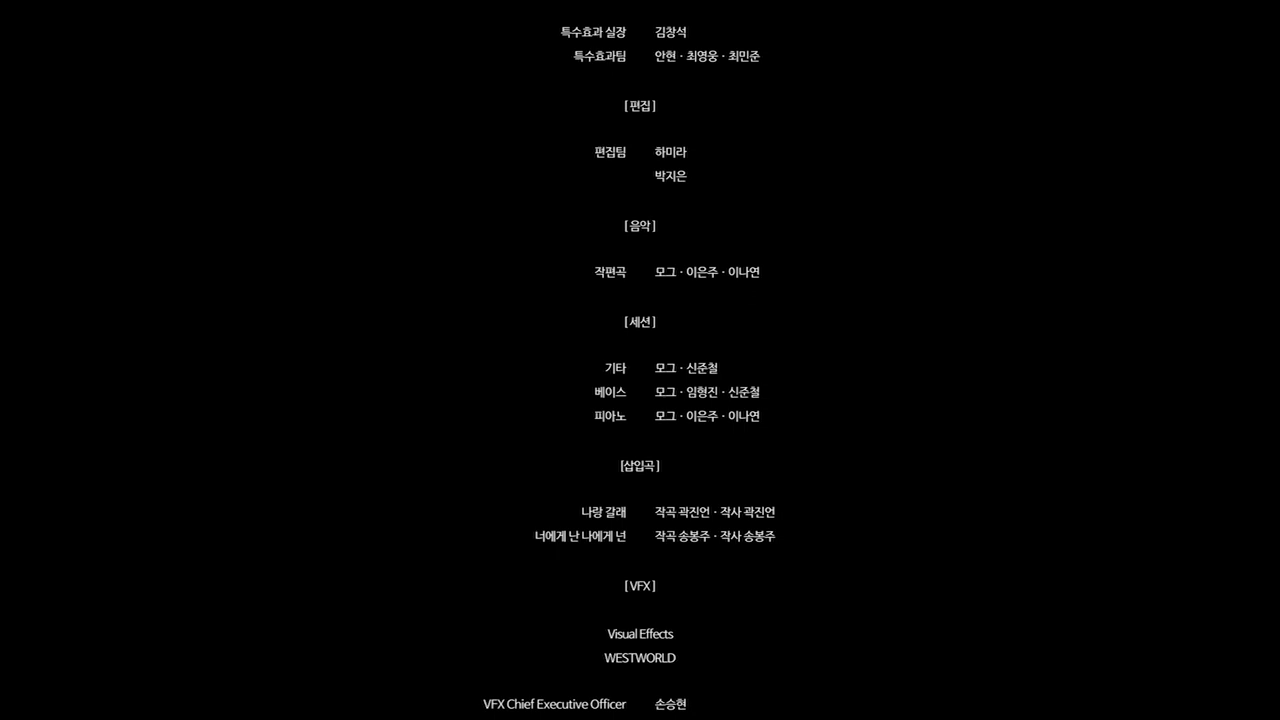 특수효과 실장 김창석
특수효과팀 안현 · 최영웅 · 최민준
[ 편집 ]
편집팀 하미라
박지은
[ 음악 ]
작편곡 모그 · 이은주 · 이나연
[ 세션 ]
기타 모그 · 신준철
베이스 모그 · 임형진 · 신준철
피아노 모그 · 이은주 · 이나연
[삽입곡 ]
나랑 갈래 작곡 곽진언 · 작사 곽진언
너에게 난 나에게 넌 작곡 송봉주 · 작사 송봉주
[ VFX ]
Visual Effects
WESTWORLD
VFX Chief Executive Officer 손승현